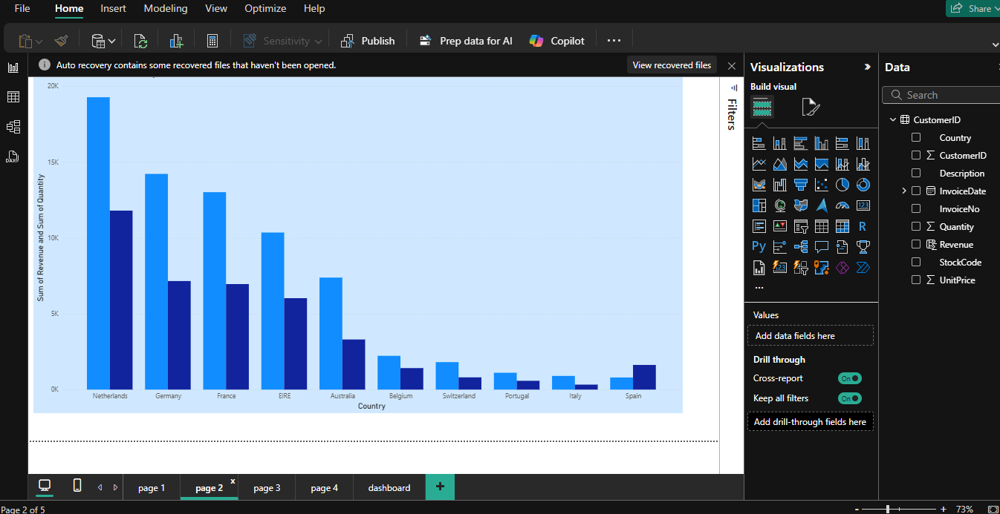 File Home Insert Modeling View Optimize Help
Share
Sensitivity Publish Prep data for AI Copilot ...
Auto recovery contains some recovered files that haven't been opened. View recovered files
20K
15K
10K
5K
0K
Sum of Revenue and Sum of Quantity
Netherlands Germany France EIRE Australia Belgium Switzerland Portugal Italy Spain
Country
Filters
Visualizations
Build visual
123
R
Py
...
Values
Add data fields here
Drill through
Cross-report On
Keep all filters On
Add drill-through fields here
Data
Search
CustomerID
Country
CustomerID
Description
InvoiceDate
InvoiceNo
Quantity
Revenue
StockCode
UnitPrice
page 1 page 2 x page 3 page 4 dashboard +
Page 2 of 5
- + 73%